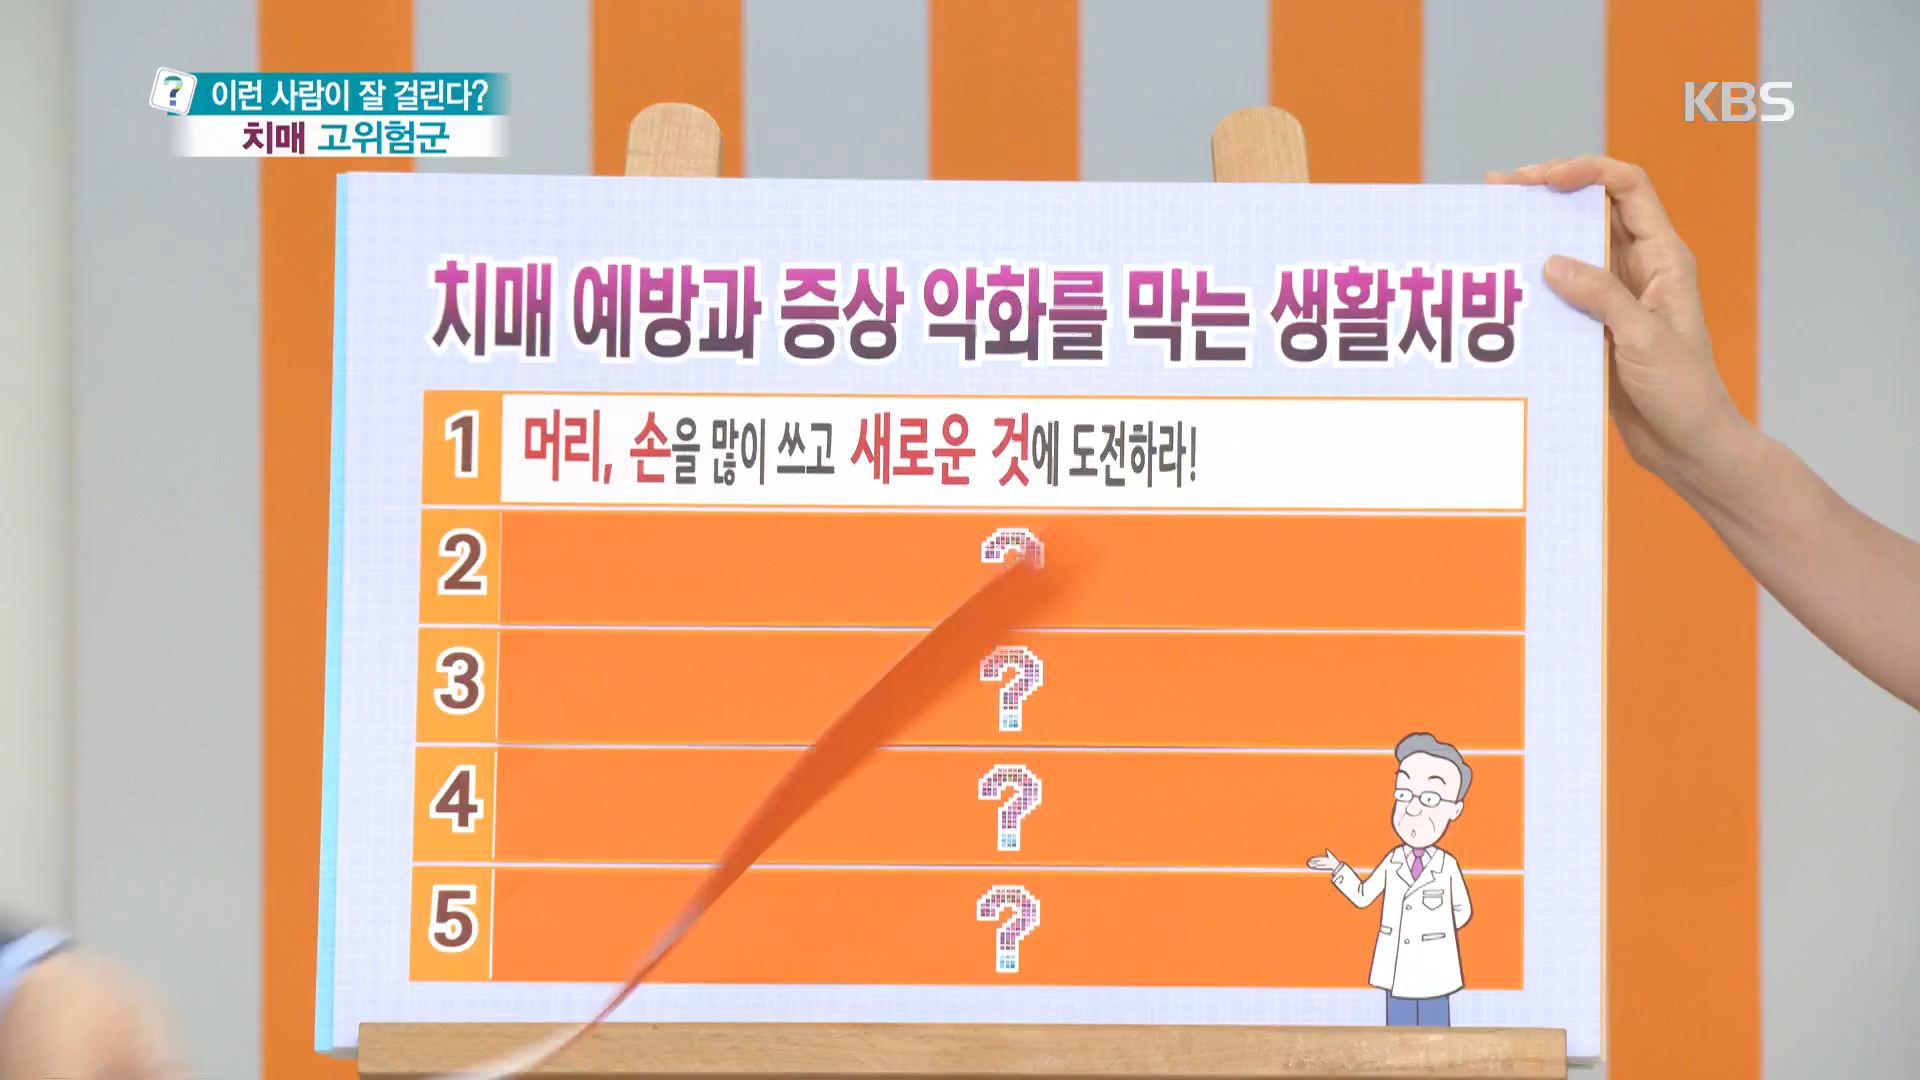 ? 이런 사람이 잘 걸린다?
치매 고위험군
KBS
치매 예방과 증상 악화를 막는 생활처방
1 머리, 손을 많이 쓰고 새로운 것에 도전하라!
2 ?
3 ?
4 ?
5 ?